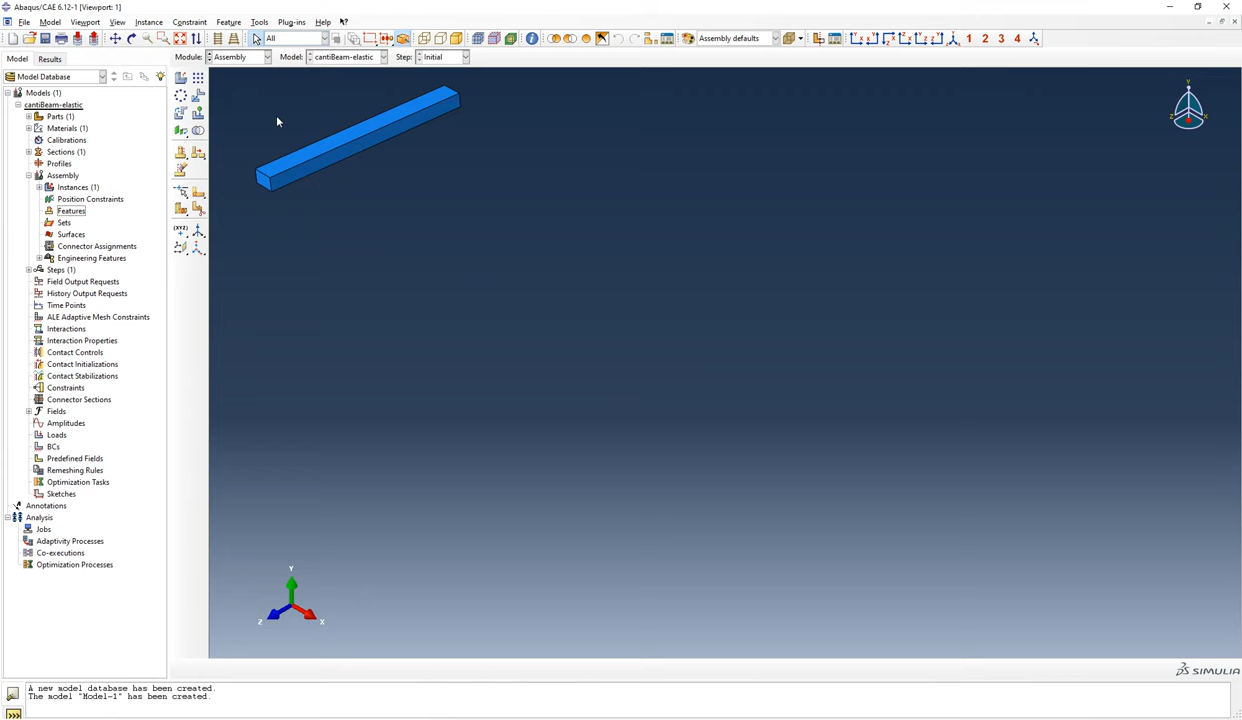 Abaqus/CAE 6.12-1 [Viewport: 1]
File Model Viewport View Instance Constraint Feature Tools Plug-ins Help
All Assembly defaults 1 2 3 4
Model Results Module: Assembly Model: cantiBeam-elastic Step: Initial
Model Database
Models (1)
cantiBeam-elastic
Parts (1)
Materials (1)
Calibrations
Sections (1)
Profiles
Assembly
Instances (1)
Position Constraints
Features
Sets
Surfaces
Connector Assignments
Engineering Features
Steps (1)
Field Output Requests
History Output Requests
Time Points
ALE Adaptive Mesh Constraints
Interactions
Interaction Properties
Contact Controls
Contact Initializations
Contact Stabilizations
Constraints
Connector Sections
Fields
Amplitudes
Loads
BCs
Predefined Fields
Remeshing Rules
Optimization Tasks
Sketches
Annotations
Analysis
Jobs
Adaptivity Processes
Co-executions
Optimization Processes
(XYZ)
Y
Z X
Y
Z X
SIMULIA
A new model database has been created.
The model "Model-1" has been created.
>>>